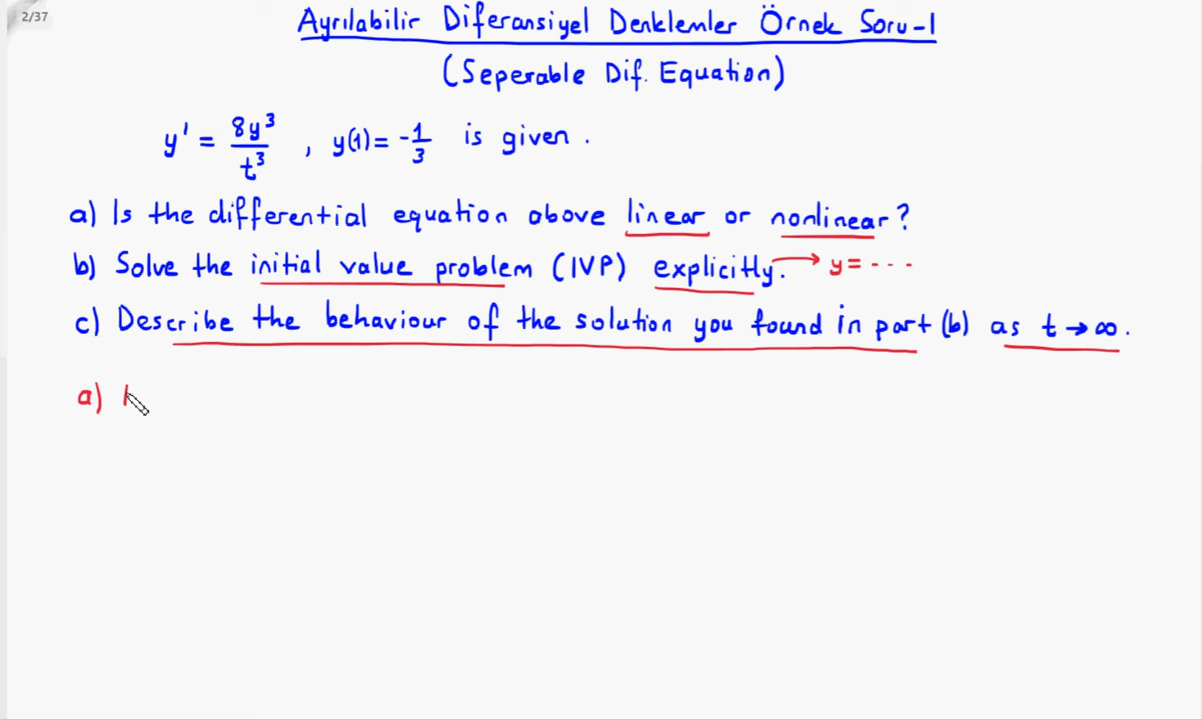 2/37
Ayrılabilir Diferansiyel Denklemler Örnek Soru-1
(Seperable Dif. Equation)
y' = 8y³/t³ , y(1) = -1/3 is given.
a) Is the differential equation above linear or nonlinear?
b) Solve the initial value problem (IVP) explicitly. → y = ---
c) Describe the behaviour of the solution you found in part (b) as t → ∞.
a)